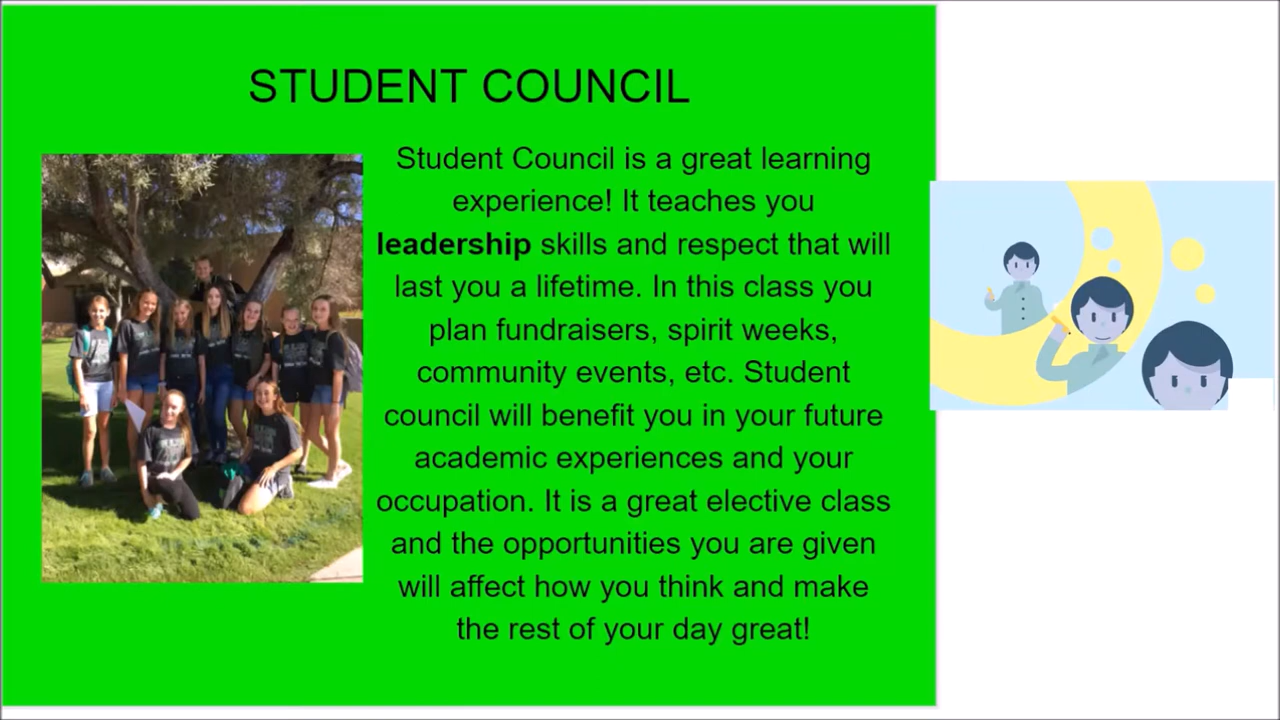 STUDENT COUNCIL
Student Council is a great learning
experience! It teaches you
leadership skills and respect that will
last you a lifetime. In this class you
plan fundraisers, spirit weeks,
community events, etc. Student
council will benefit you in your future
academic experiences and your
occupation. It is a great elective class
and the opportunities you are given
will affect how you think and make
the rest of your day great!